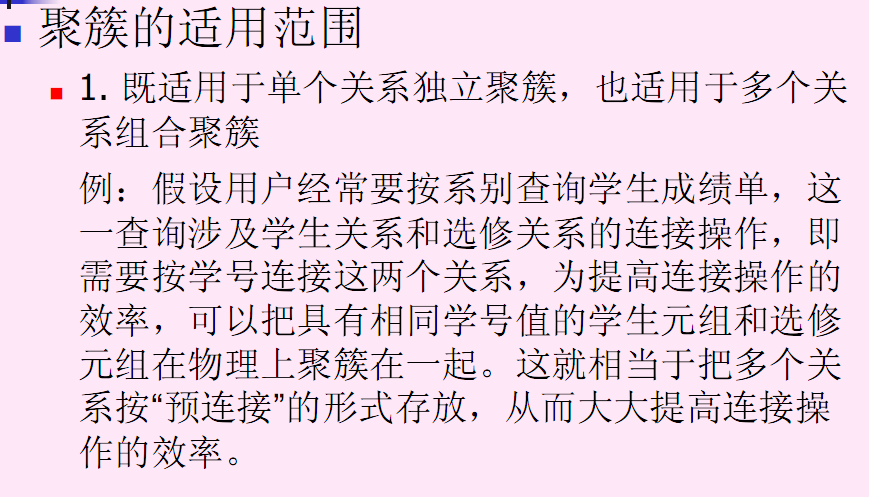 聚簇的适用范围
1. 既适用于单个关系独立聚簇，也适用于多个关
系组合聚簇
例：假设用户经常要按系别查询学生成绩单，这
一查询涉及学生关系和选修关系的连接操作，即
需要按学号连接这两个关系，为提高连接操作的
效率，可以把具有相同学号值的学生元组和选修
元组在物理上聚簇在一起。这就相当于把多个关
系按“预连接”的形式存放，从而大大提高连接操
作的效率。